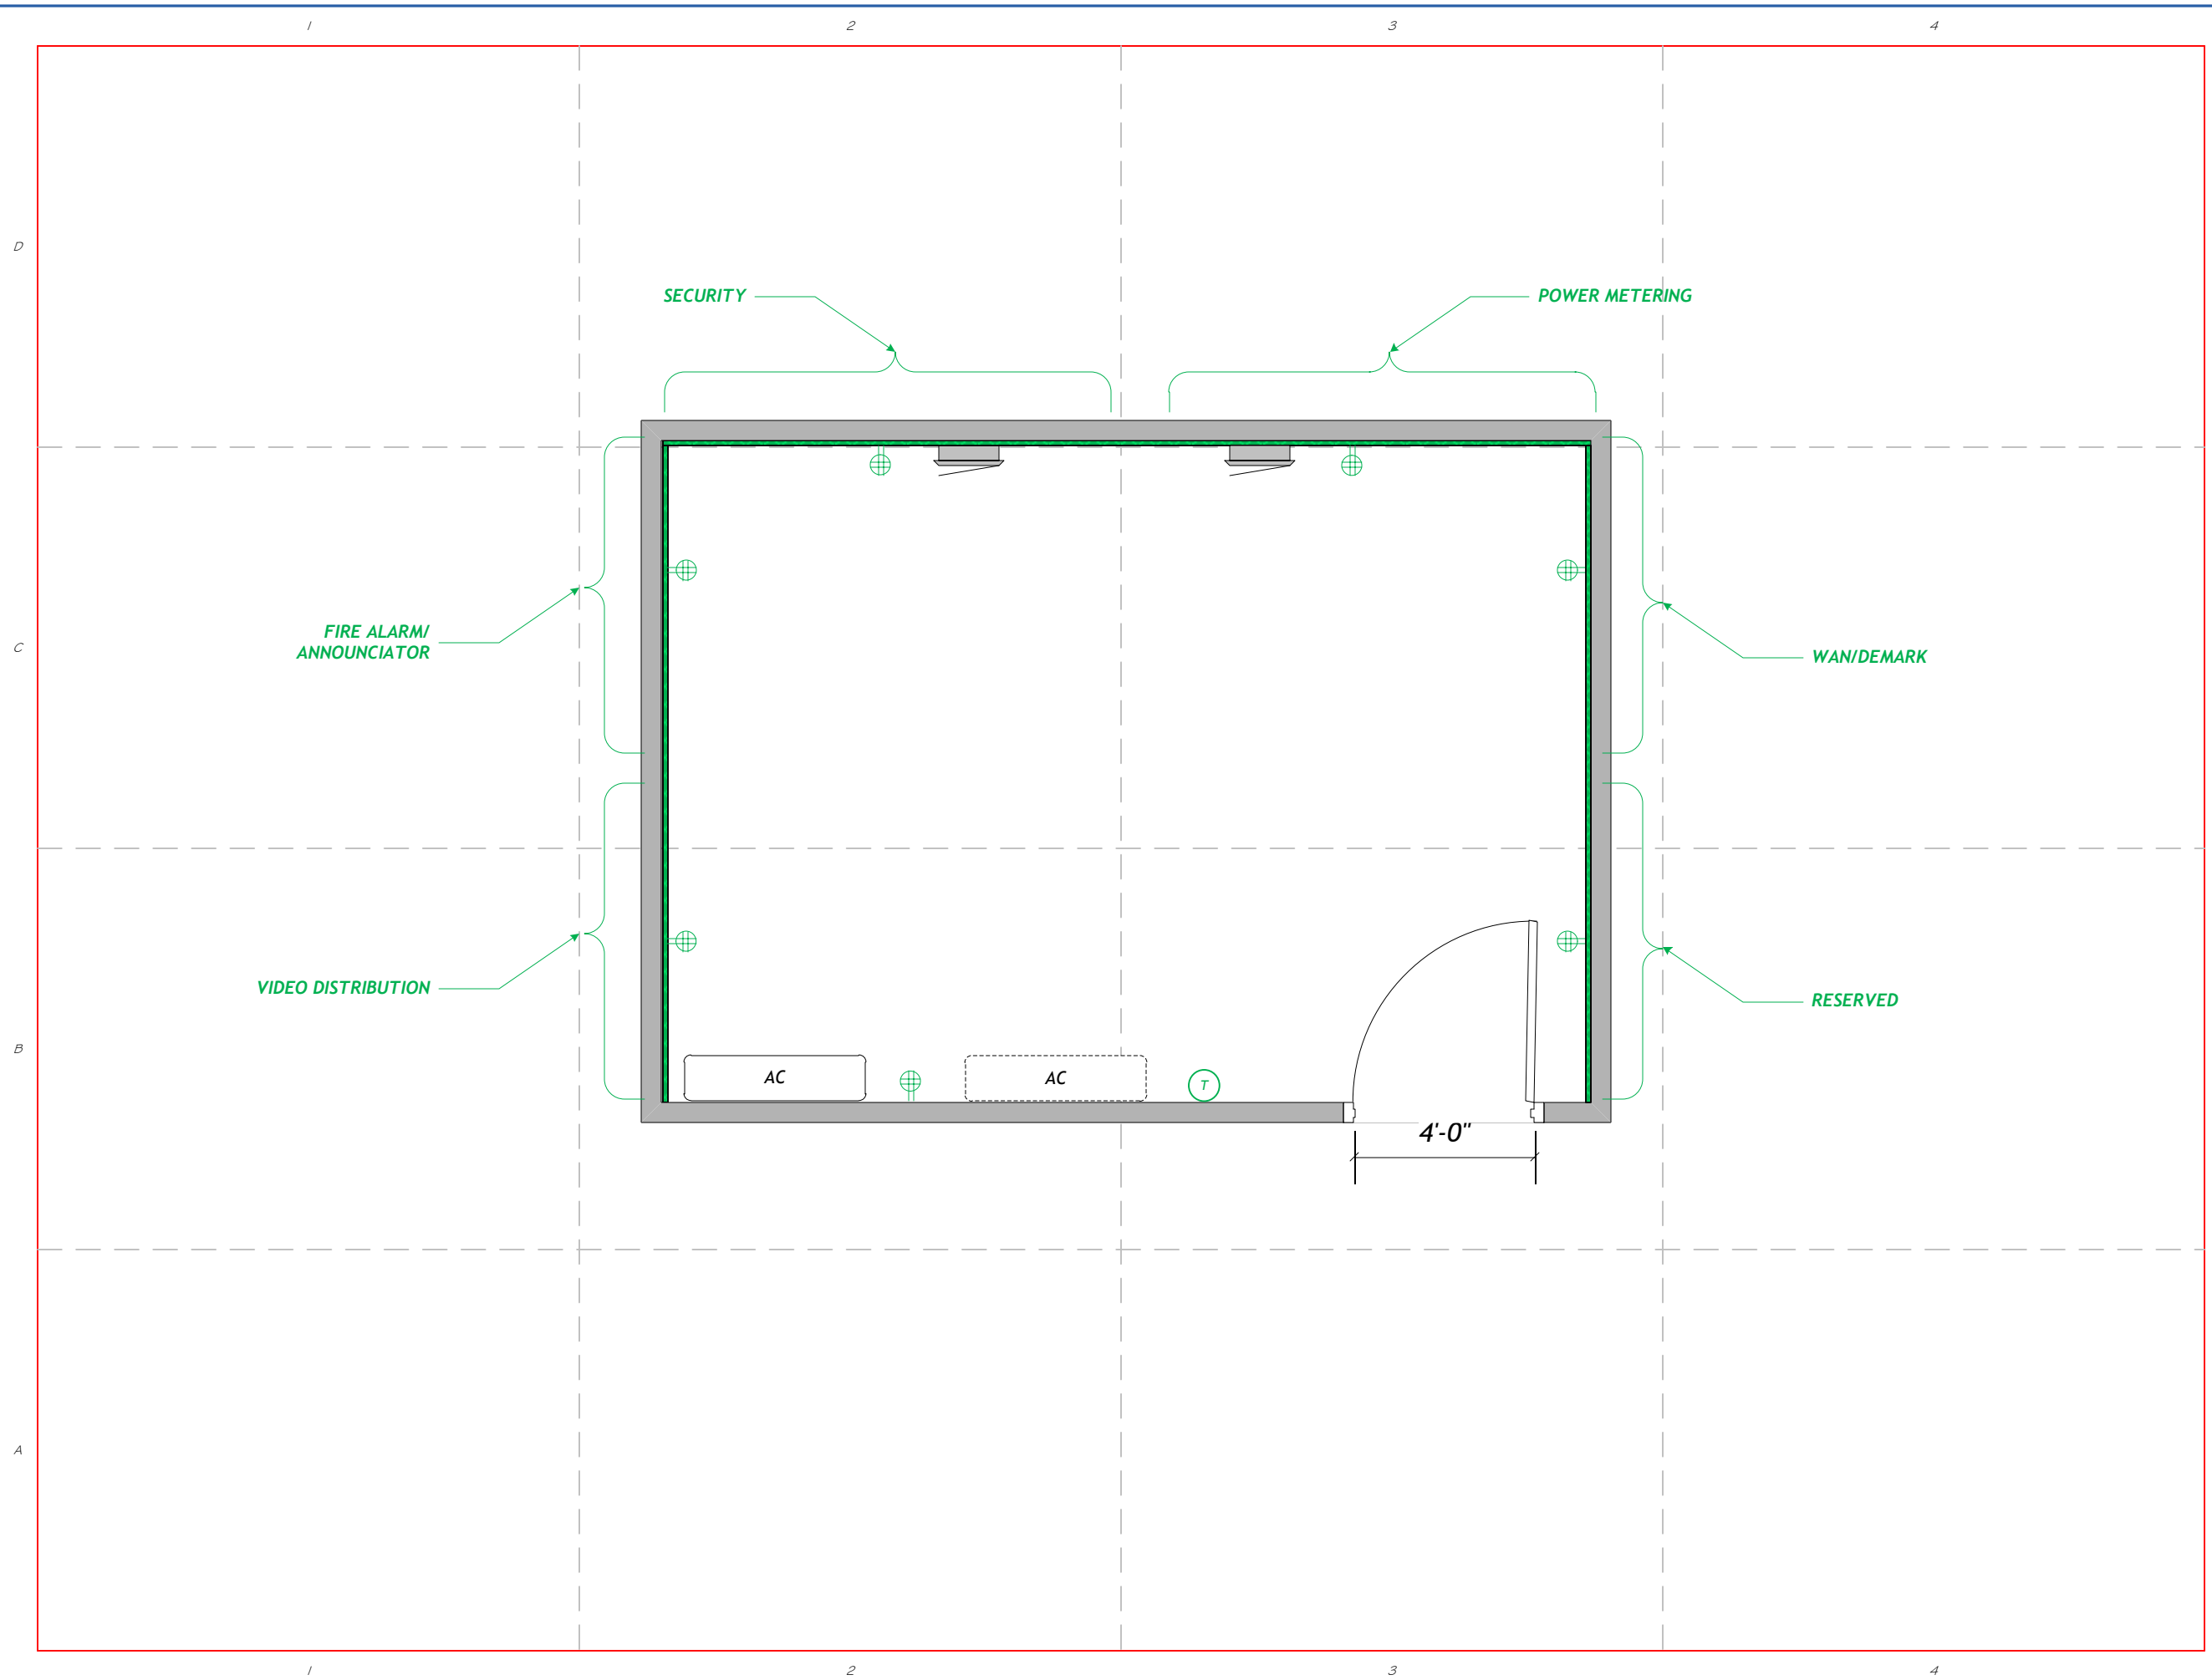 1 2 3 4
D
SECURITY
POWER METERING
FIRE ALARM/
ANNOUNCIATOR
C
WAN/DEMARK
VIDEO DISTRIBUTION
RESERVED
B
AC
AC
T
4'-0"
A
1 2 3 4